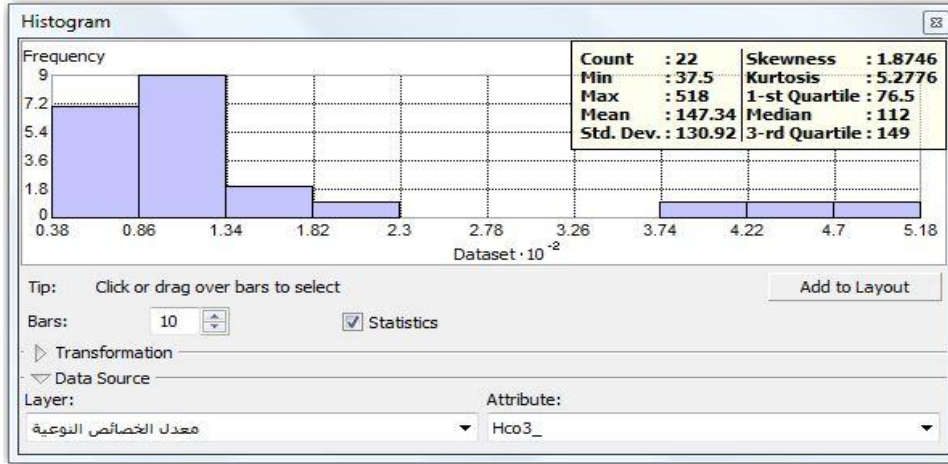 Histogram
Frequency
9
7.2
5.4
3.6
1.8
0
0.38 0.86 1.34 1.82 2.3 2.78 3.26 3.74 4.22 4.7 5.18
Dataset · 10⁻²
Count : 22 Skewness : 1.8746
Min : 37.5 Kurtosis : 5.2776
Max : 518 1-st Quartile : 76.5
Mean : 147.34 Median : 112
Std. Dev. : 130.92 3-rd Quartile : 149
Tip: Click or drag over bars to select
Add to Layout
Bars: 10 Statistics
Transformation
Data Source
Layer: Attribute:
معدل الخصائص النوعية Hco3_